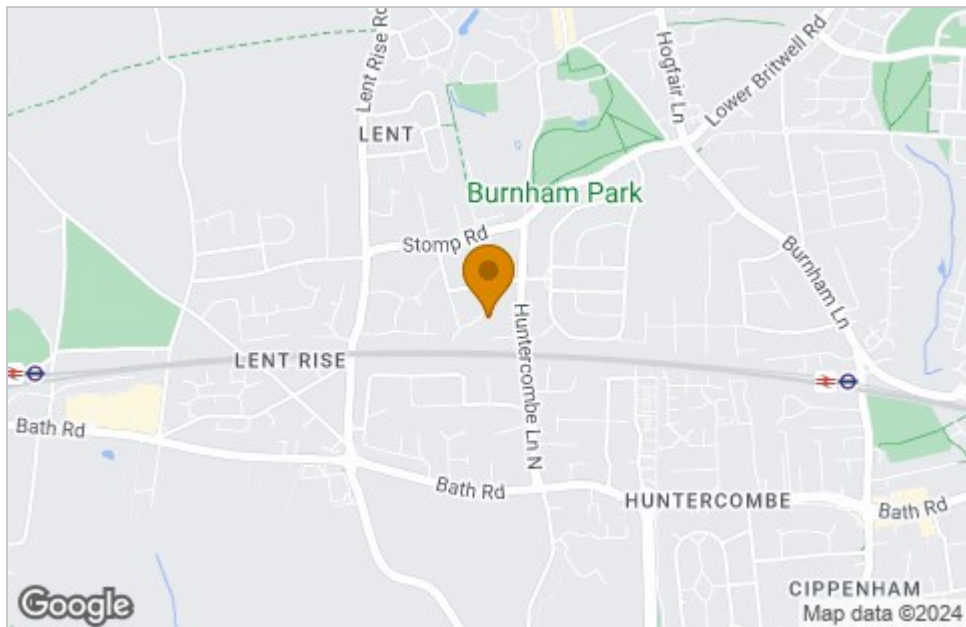 Lent Rise Rd
Hogfair Ln
Lower Britwell Rd
LENT
Burnham Park
Stomp Rd
Burnham Ln
Huntercombe Ln N
LENT RISE
Bath Rd
Bath Rd
HUNTERCOMBE
Bath Rd
CIPPENHAM
Google
Map data ©2024